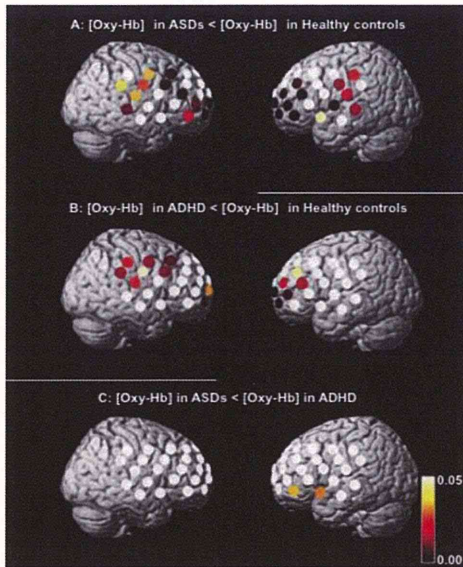 A: [Oxy-Hb] in ASDs < [Oxy-Hb] in Healthy controls
B: [Oxy-Hb] in ADHD < [Oxy-Hb] in Healthy controls
C: [Oxy-Hb] in ASDs < [Oxy-Hb] in ADHD
0.05
0.00